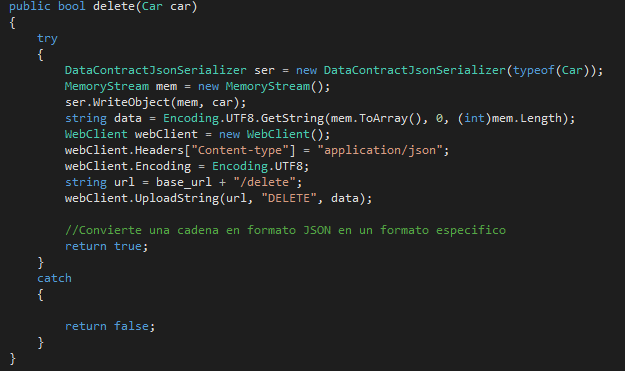 public bool delete(Car car)
{
try
{
DataContractJsonSerializer ser = new DataContractJsonSerializer(typeof(Car));
MemoryStream mem = new MemoryStream();
ser.WriteObject(mem, car);
string data = Encoding.UTF8.GetString(mem.ToArray(), 0, (int)mem.Length);
WebClient webClient = new WebClient();
webClient.Headers["Content-type"] = "application/json";
webClient.Encoding = Encoding.UTF8;
string url = base_url + "/delete";
webClient.UploadString(url, "DELETE", data);
//Convierte una cadena en formato JSON en un formato especifico
return true;
}
catch
{
return false;
}
}